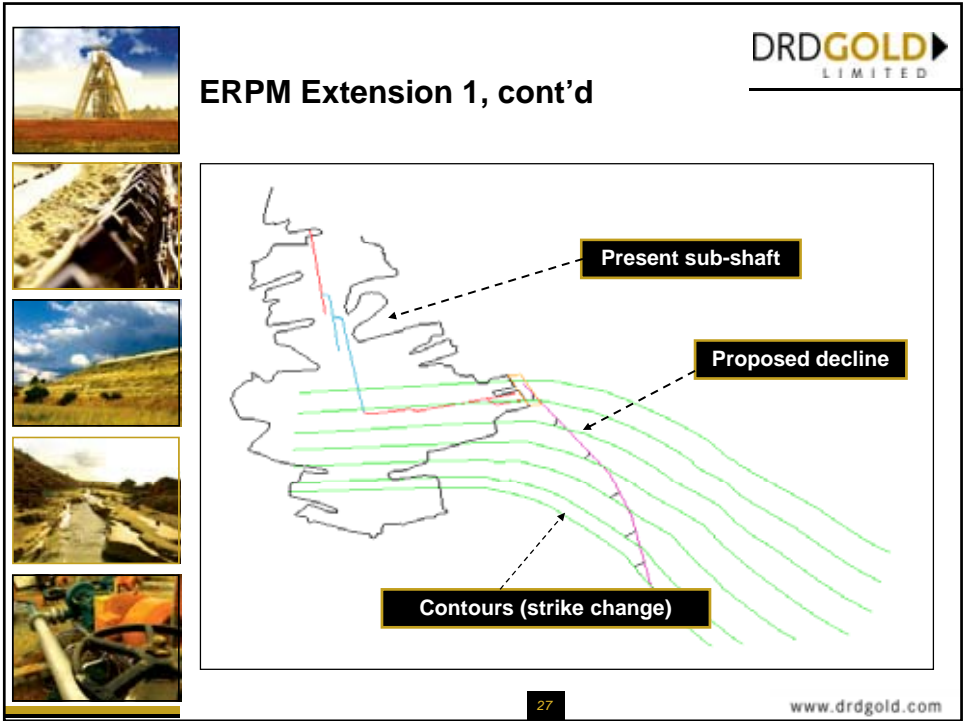 DRDGOLD
LIMITED
ERPM Extension 1, cont'd
Present sub-shaft
Proposed decline
Contours (strike change)
27
www.drdgold.com